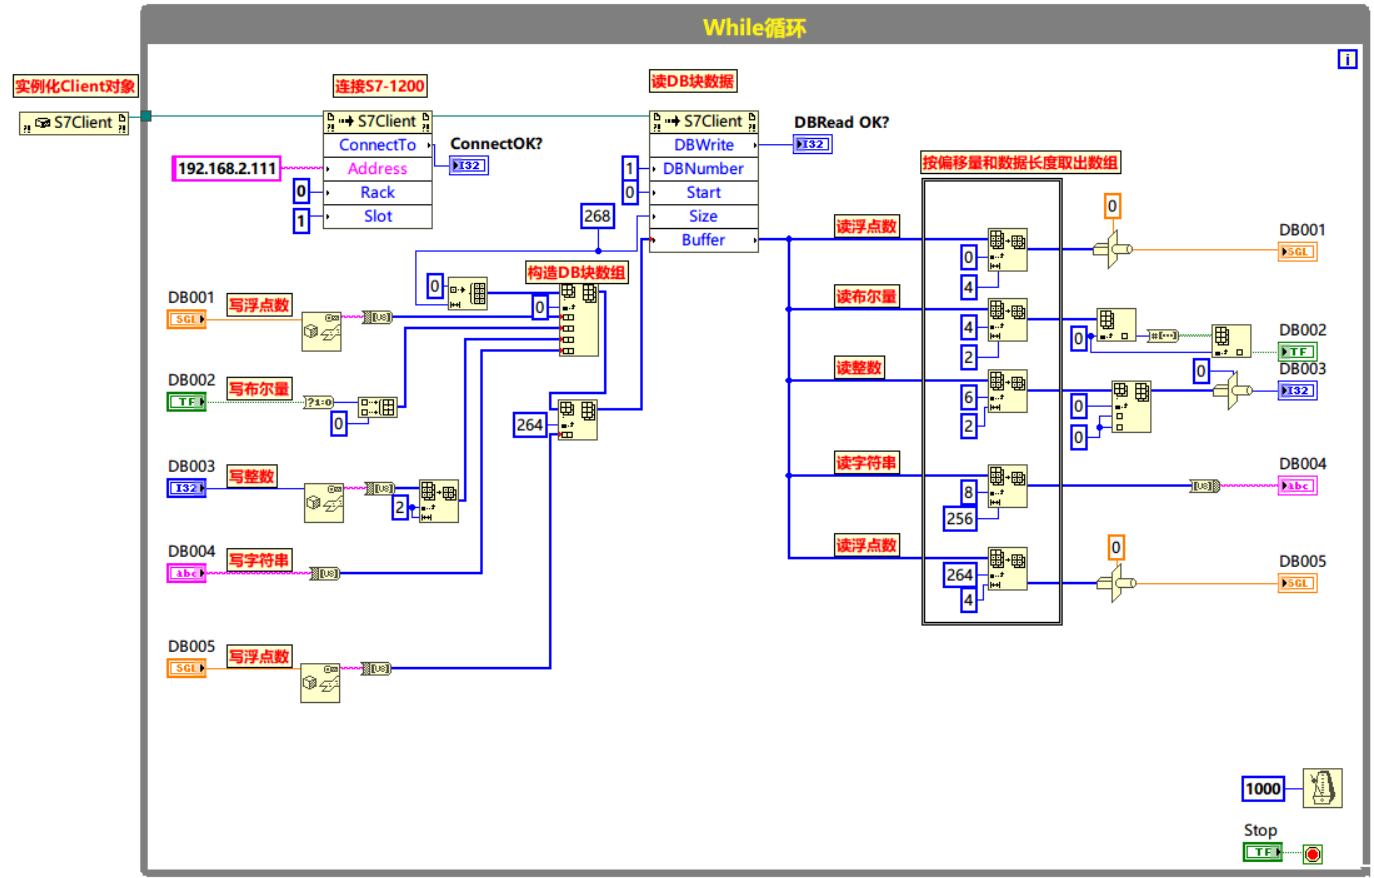 While循环
i
实例化Client对象
S7Client
连接S7-1200
S7Client
ConnectTo
Address
Rack
Slot
192.168.2.111
0
1
ConnectOK?
I32
读DB块数据
S7Client
DBWrite
DBNumber
Start
Size
Buffer
1
0
268
DBRead OK?
I32
构造DB块数组
0
0
264
DB001
SGL
写浮点数
[U8]
DB002
TF
写布尔量
?1:0
0
DB003
I32
写整数
[U8]
2
DB004
abc
写字符串
[U8]
DB005
SGL
写浮点数
[U8]
按偏移量和数据长度取出数组
读浮点数
0
4
0
DB001
SGL
读布尔量
4
2
0
#[...]
DB002
TF
读整数
6
2
0
0
0
DB003
I32
读字符串
8
256
[U8]
DB004
abc
读浮点数
264
4
0
DB005
SGL
1000
Stop
TF